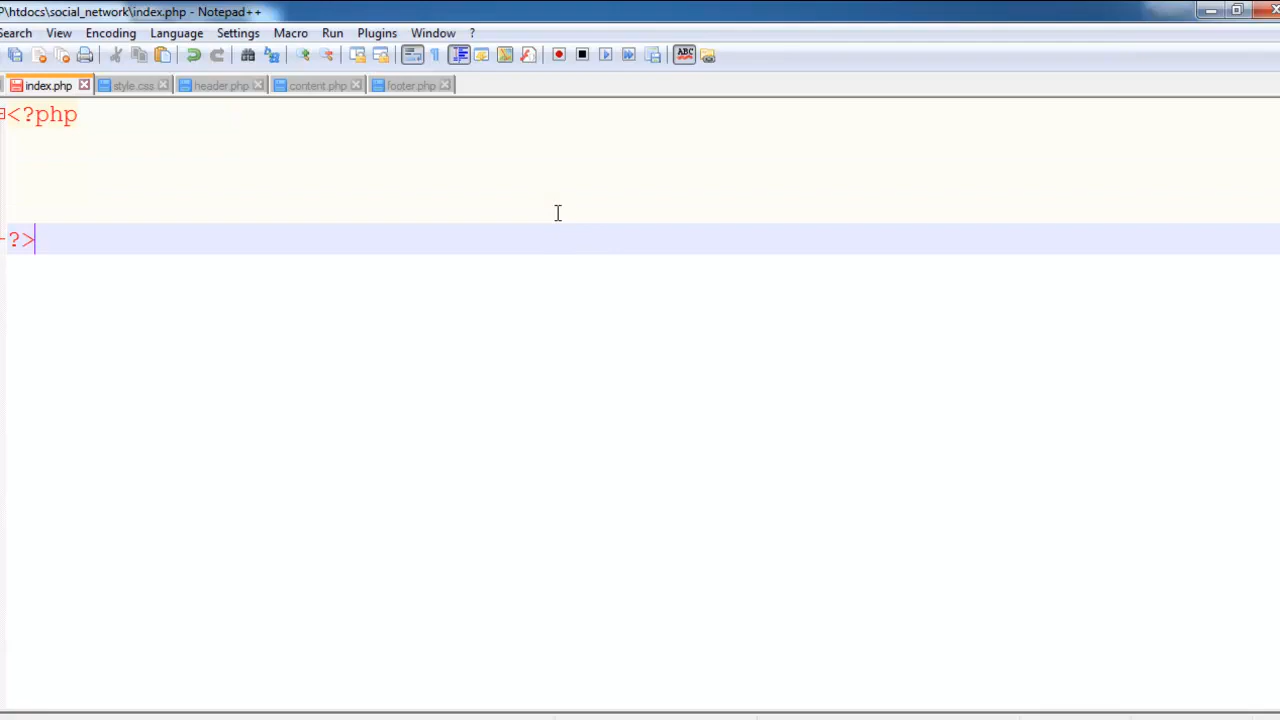 P\htdocs\social_network\index.php - Notepad++
Search View Encoding Language Settings Macro Run Plugins Window ?
index.php style.css header.php content.php footer.php
<?php
?>